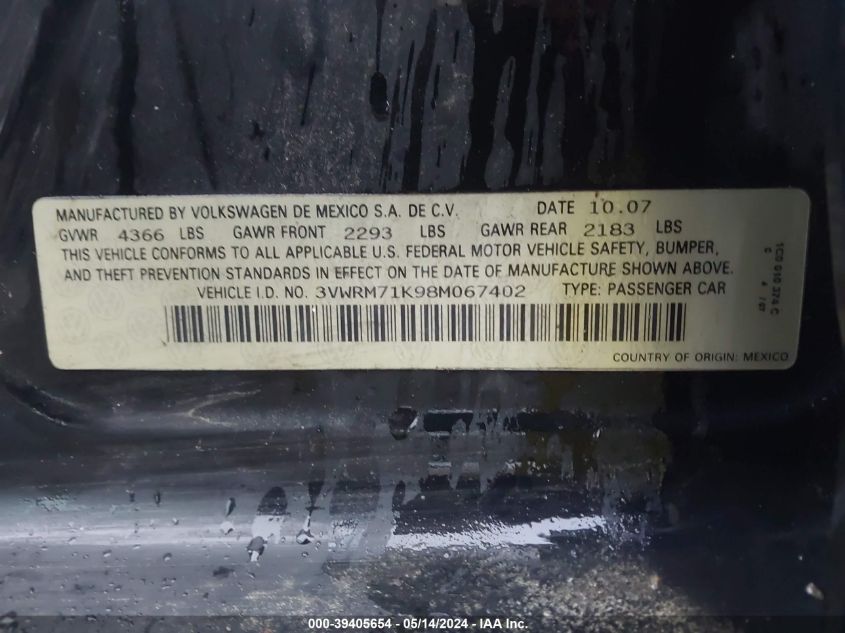 MANUFACTURED BY VOLKSWAGEN DE MEXICO S.A. DE C.V. DATE 10.07
GVWR 4366 LBS GAWR FRONT 2293 LBS GAWR REAR 2183 LBS
THIS VEHICLE CONFORMS TO ALL APPLICABLE U.S. FEDERAL MOTOR VEHICLE SAFETY, BUMPER,
AND THEFT PREVENTION STANDARDS IN EFFECT ON THE DATE OF MANUFACTURE SHOWN ABOVE.
VEHICLE I.D. NO. 3VWRM71K98M067402 TYPE: PASSENGER CAR
COUNTRY OF ORIGIN: MEXICO
1C0 010 374 C
000-39405654 - 05/14/2024 - IAA Inc.